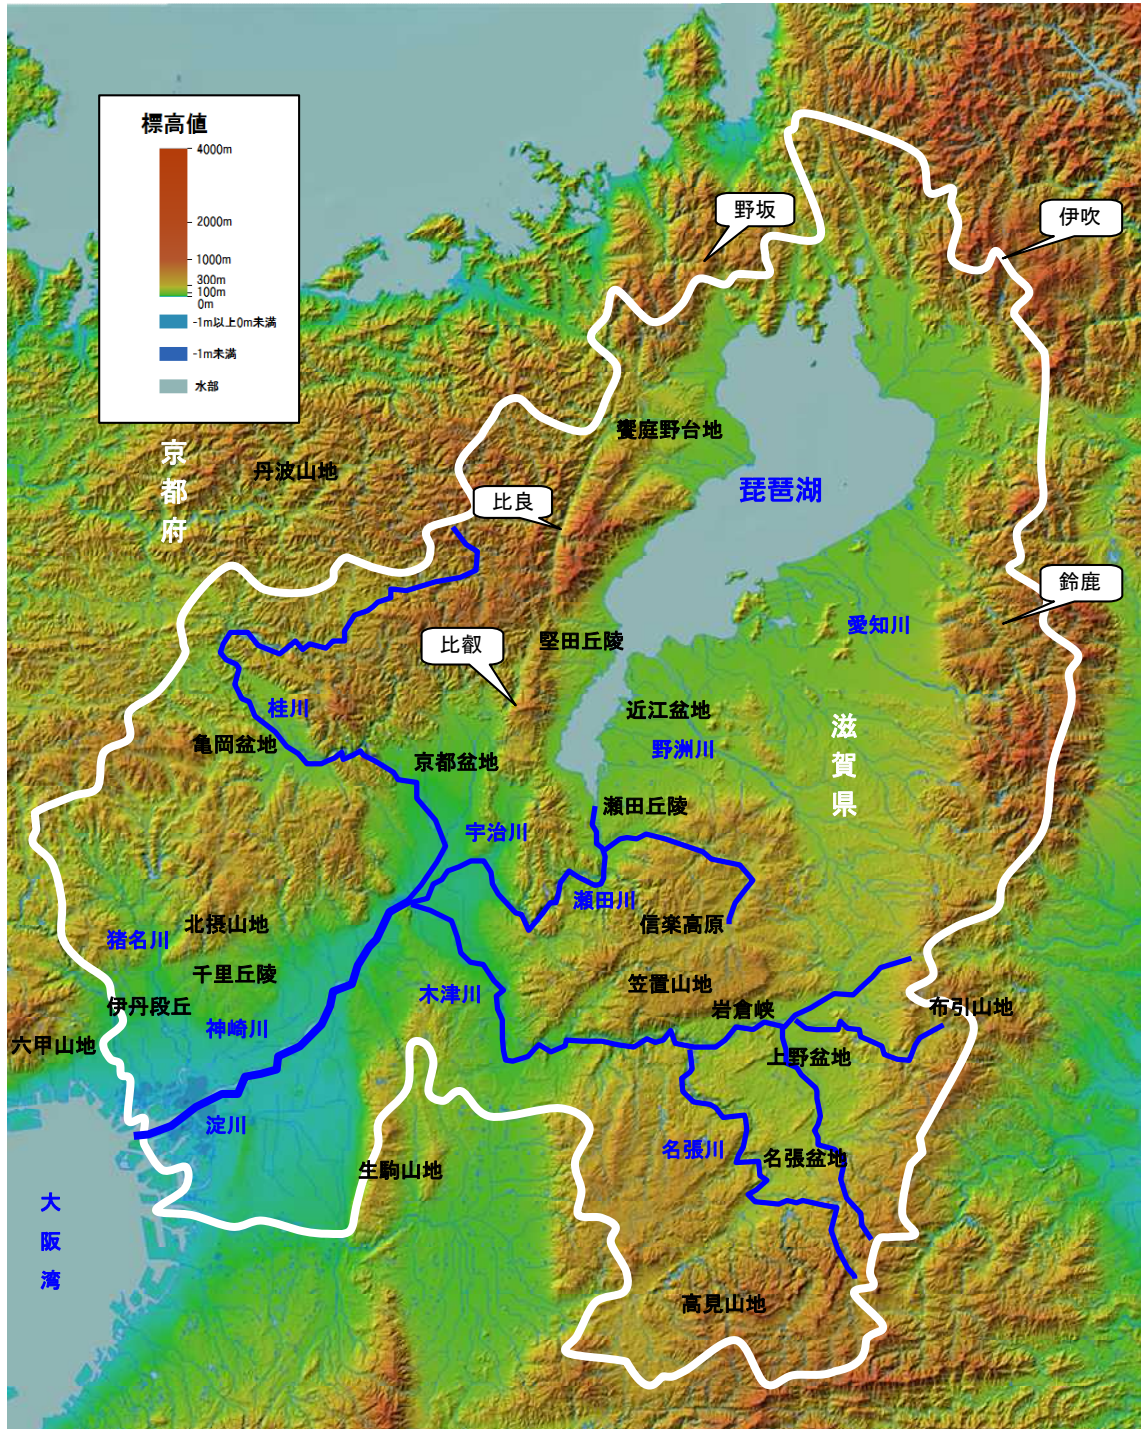 標高値
4000m
2000m
1000m
300m
100m
0m
-1m以上0m未満
-1m未満
水部
野坂
伊吹
京都府
丹波山地
饗庭野台地
琵琶湖
比良
鈴鹿
愛知川
比叡
堅田丘陵
桂川
近江盆地
滋賀県
亀岡盆地
京都盆地
野洲川
瀬田丘陵
宇治川
瀬田川
信楽高原
北摂山地
猪名川
千里丘陵
笠置山地
木津川
伊丹段丘
岩倉峡
布引山地
神崎川
六甲山地
上野盆地
淀川
名張川
名張盆地
生駒山地
大阪湾
高見山地